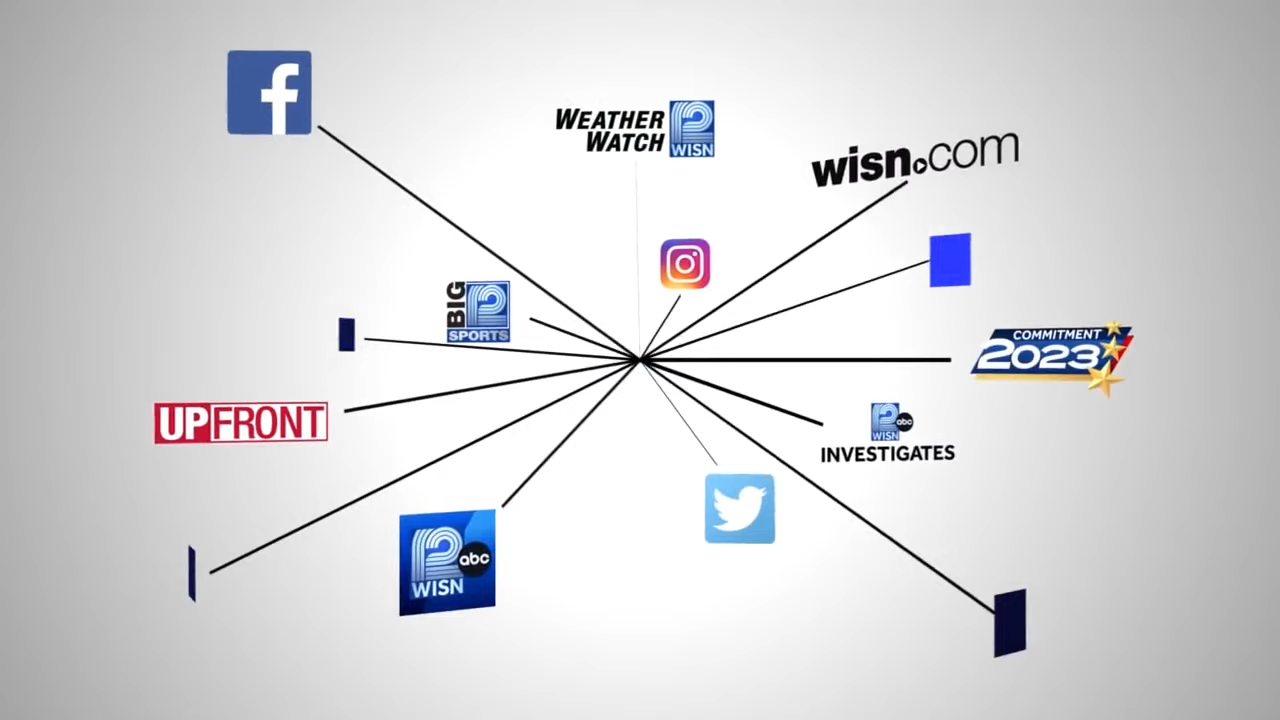 f
WEATHER
WATCH
12
WISN
wisn.com
BIG
12
SPORTS
COMMITMENT
2023
UPFRONT
12
WISN
abc
INVESTIGATES
12
abc
WISN